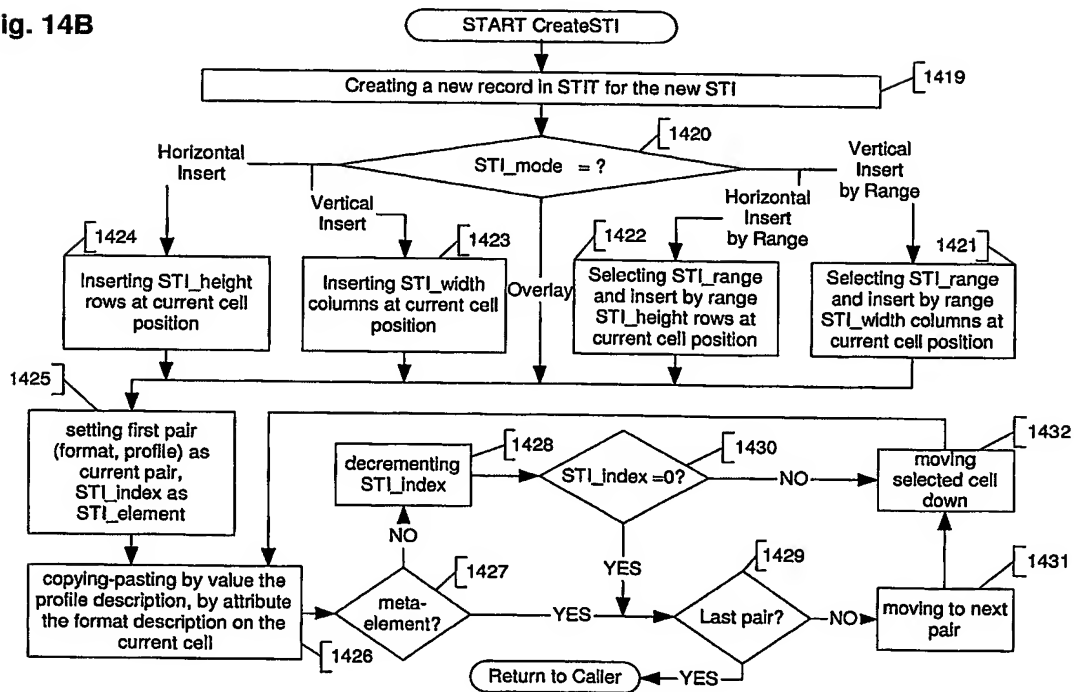 ig. 14B
START CreateSTI
Creating a new record in STIT for the new STI
1419
1420
STI_mode = ?
Horizontal
Insert
Vertical
Insert
Overlay
Horizontal
Insert
by Range
Vertical
Insert
by Range
1424
Inserting STI_height
rows at current cell
position
1423
Inserting STI_width
columns at current cell
position
1422
Selecting STI_range
and insert by range
STI_height rows at
current cell position
1421
Selecting STI_range
and insert by range
STI_width columns at
current cell position
1425
setting first pair
(format, profile) as
current pair,
STI_index as
STI_element
decrementing
STI_index
1428
STI_index =0?
1430
NO
moving
selected cell
down
1432
NO
YES
copying-pasting by value the
profile description, by attribute
the format description on the
current cell
1426
meta-
element?
1427
YES
Last pair?
1429
NO
moving to next
pair
1431
YES
Return to Caller